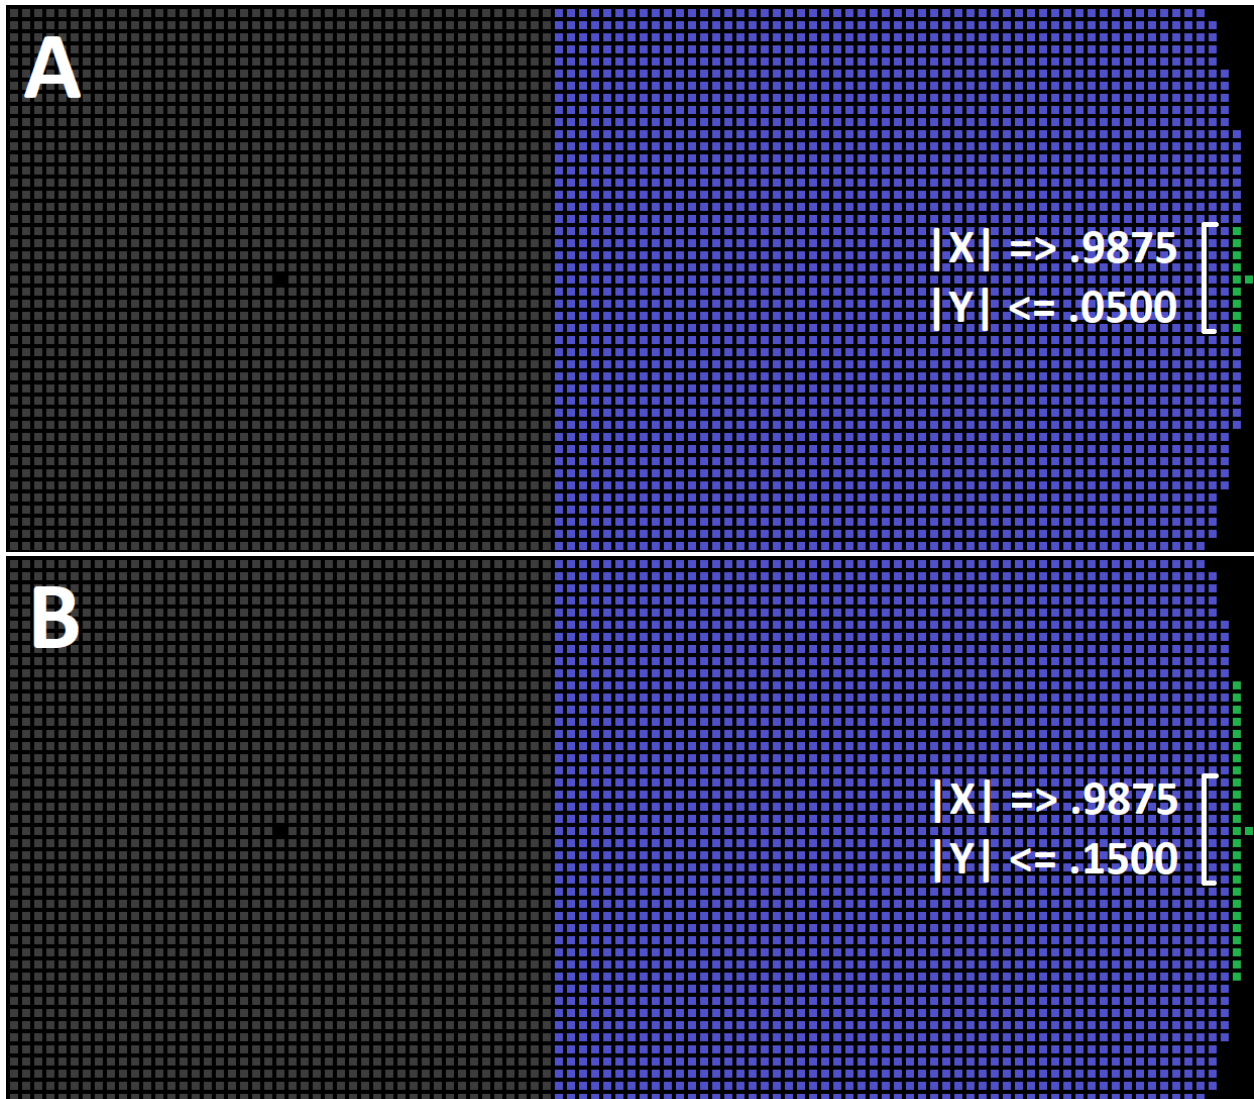 A
|X| => .9875
|Y| <= .0500
B
|X| => .9875
|Y| <= .1500